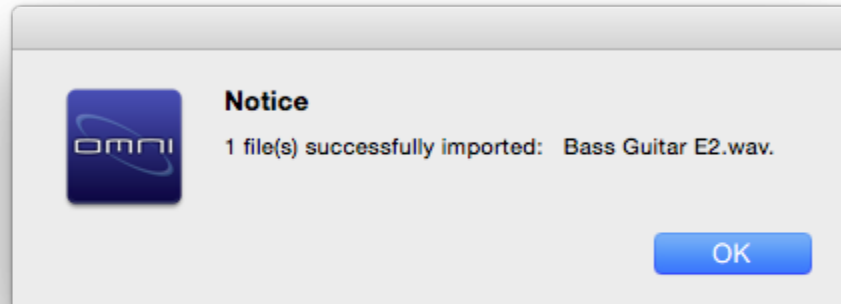 Notice
OMNI
1 file(s) successfully imported:   Bass Guitar E2.wav.
OK